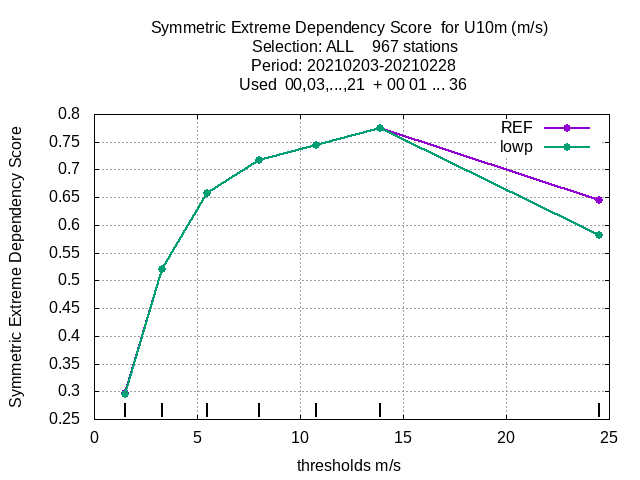 Symmetric Extreme Dependency Score  for U10m (m/s)
Selection: ALL    967 stations
Period: 20210203-20210228
Used  00,03,...,21  + 00 01 ... 36
Symmetric Extreme Dependency Score
0.8
0.75
0.7
0.65
0.6
0.55
0.5
0.45
0.4
0.35
0.3
0.25
REF
lowp
0 5 10 15 20 25
thresholds m/s